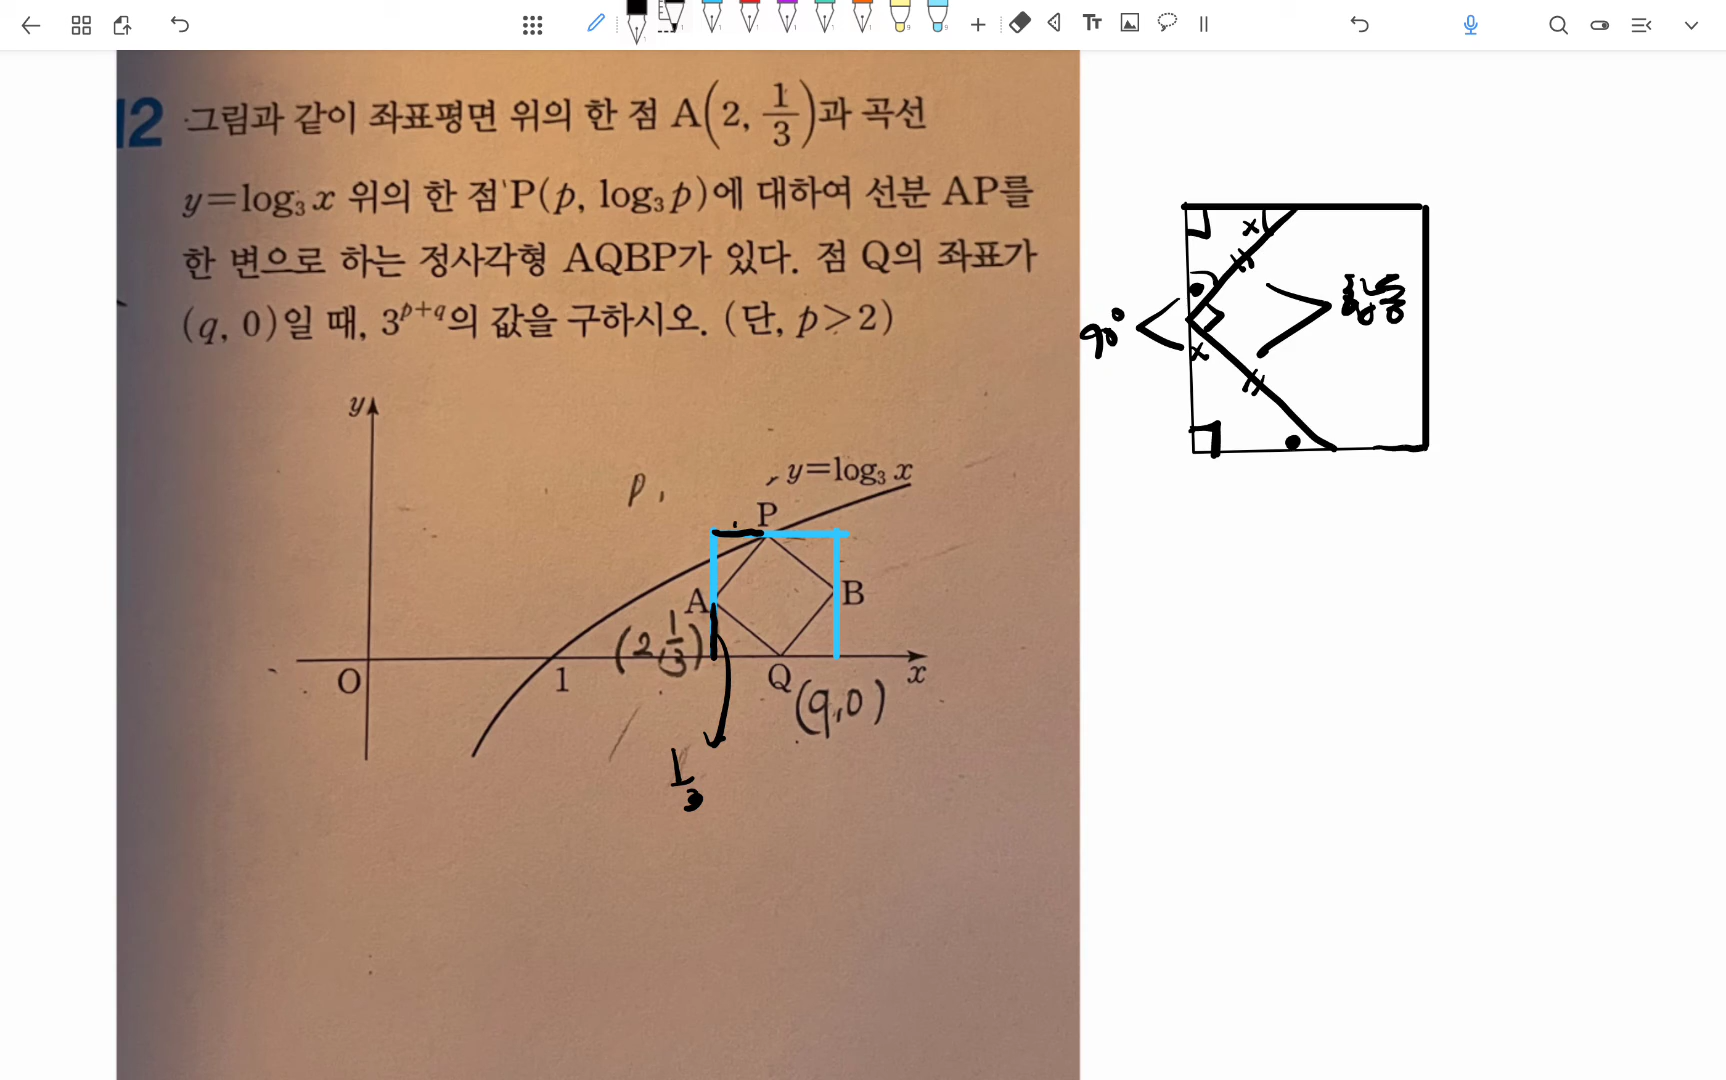 12 그림과 같이 좌표평면 위의 한 점 A(2, 1/3)과 곡선
y=log₃ x 위의 한 점 P(p, log₃ p)에 대하여 선분 AP를
한 변으로 하는 정사각형 AQBP가 있다. 점 Q의 좌표가
(q, 0)일 때, 3^{p+q}의 값을 구하시오. (단, p>2)
y
p,
y=log₃ x
P
A
B
(2, 1/3)
O
1
Q
x
(q,0)
1/3
x
90°
x
합동
Tт